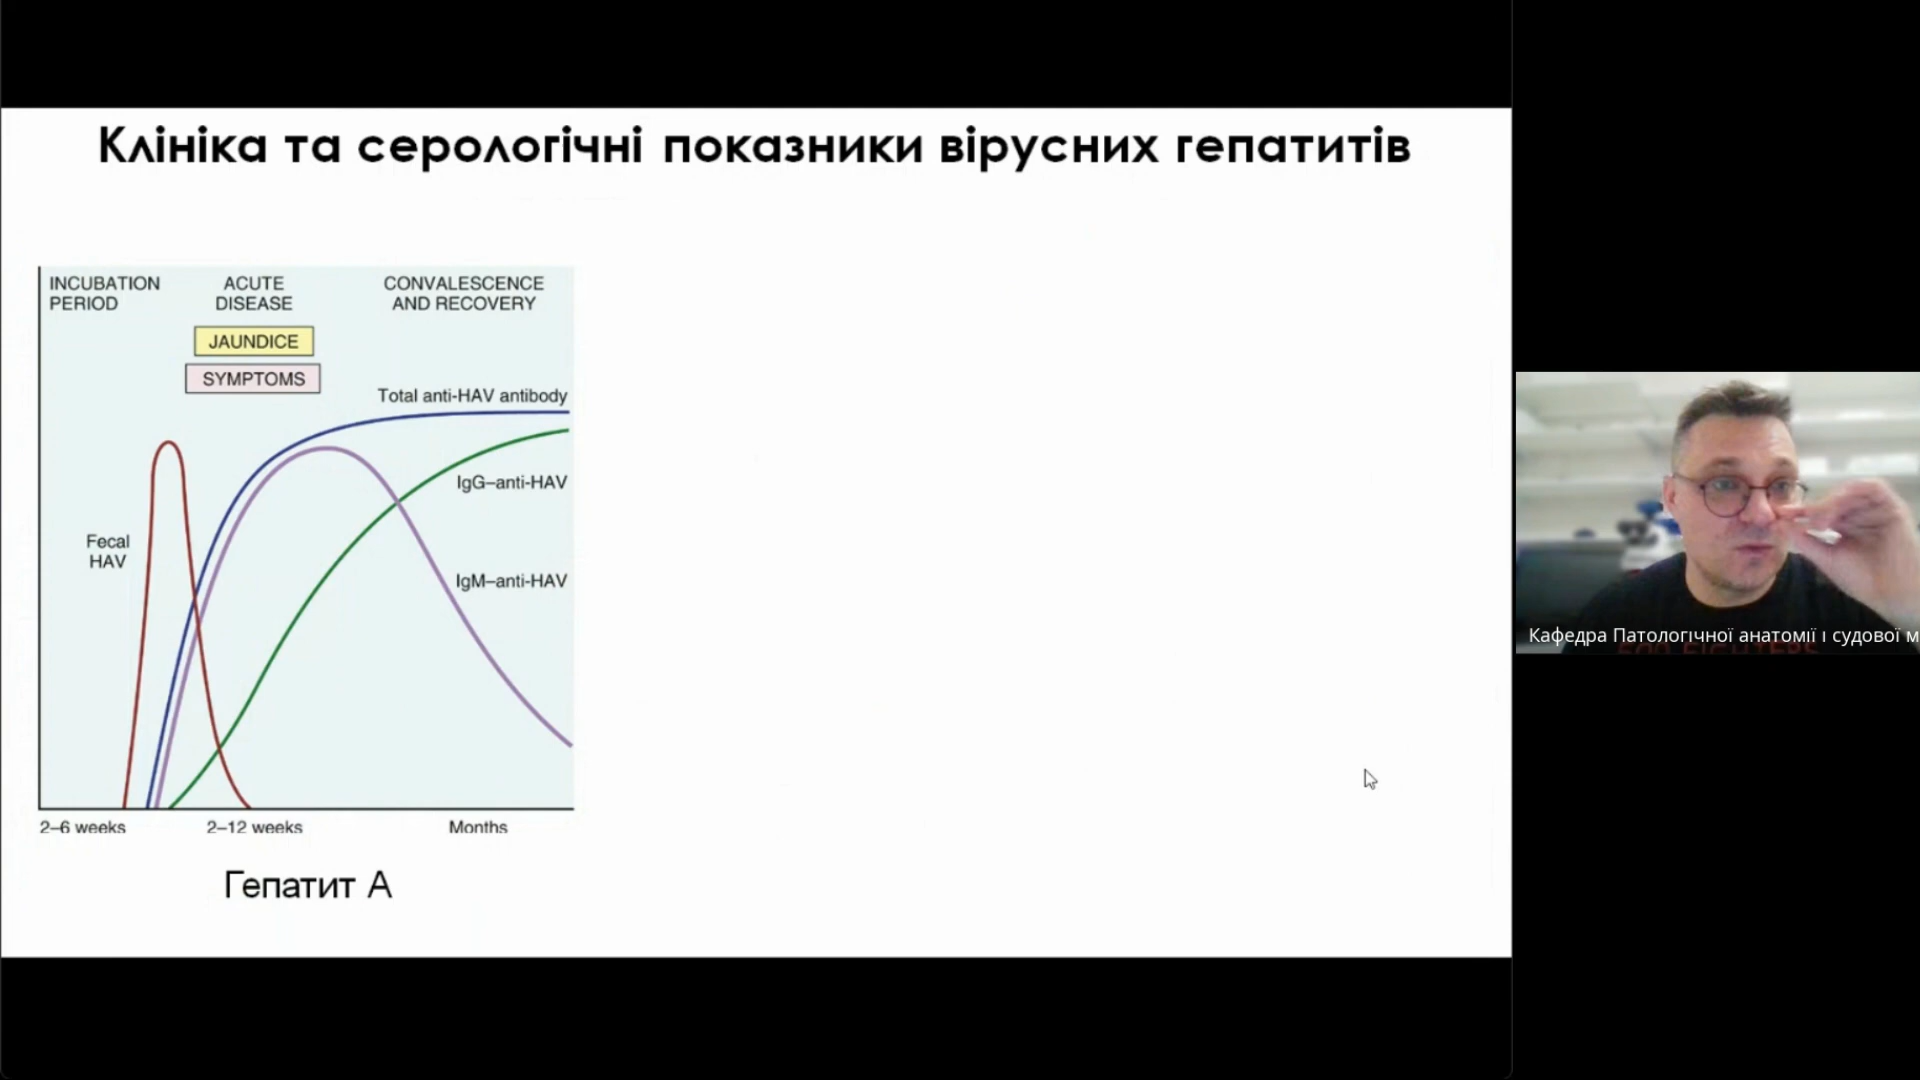 Клініка та серологічні показники вірусних гепатитів
INCUBATION
PERIOD
ACUTE
DISEASE
CONVALESCENCE
AND RECOVERY
JAUNDICE
SYMPTOMS
Total anti-HAV antibody
IgG–anti-HAV
Fecal
HAV
IgM–anti-HAV
2–6 weeks
2–12 weeks
Months
Гепатит А
Кафедра Патологічної анатомії і судової м
FOO FIGHTERS